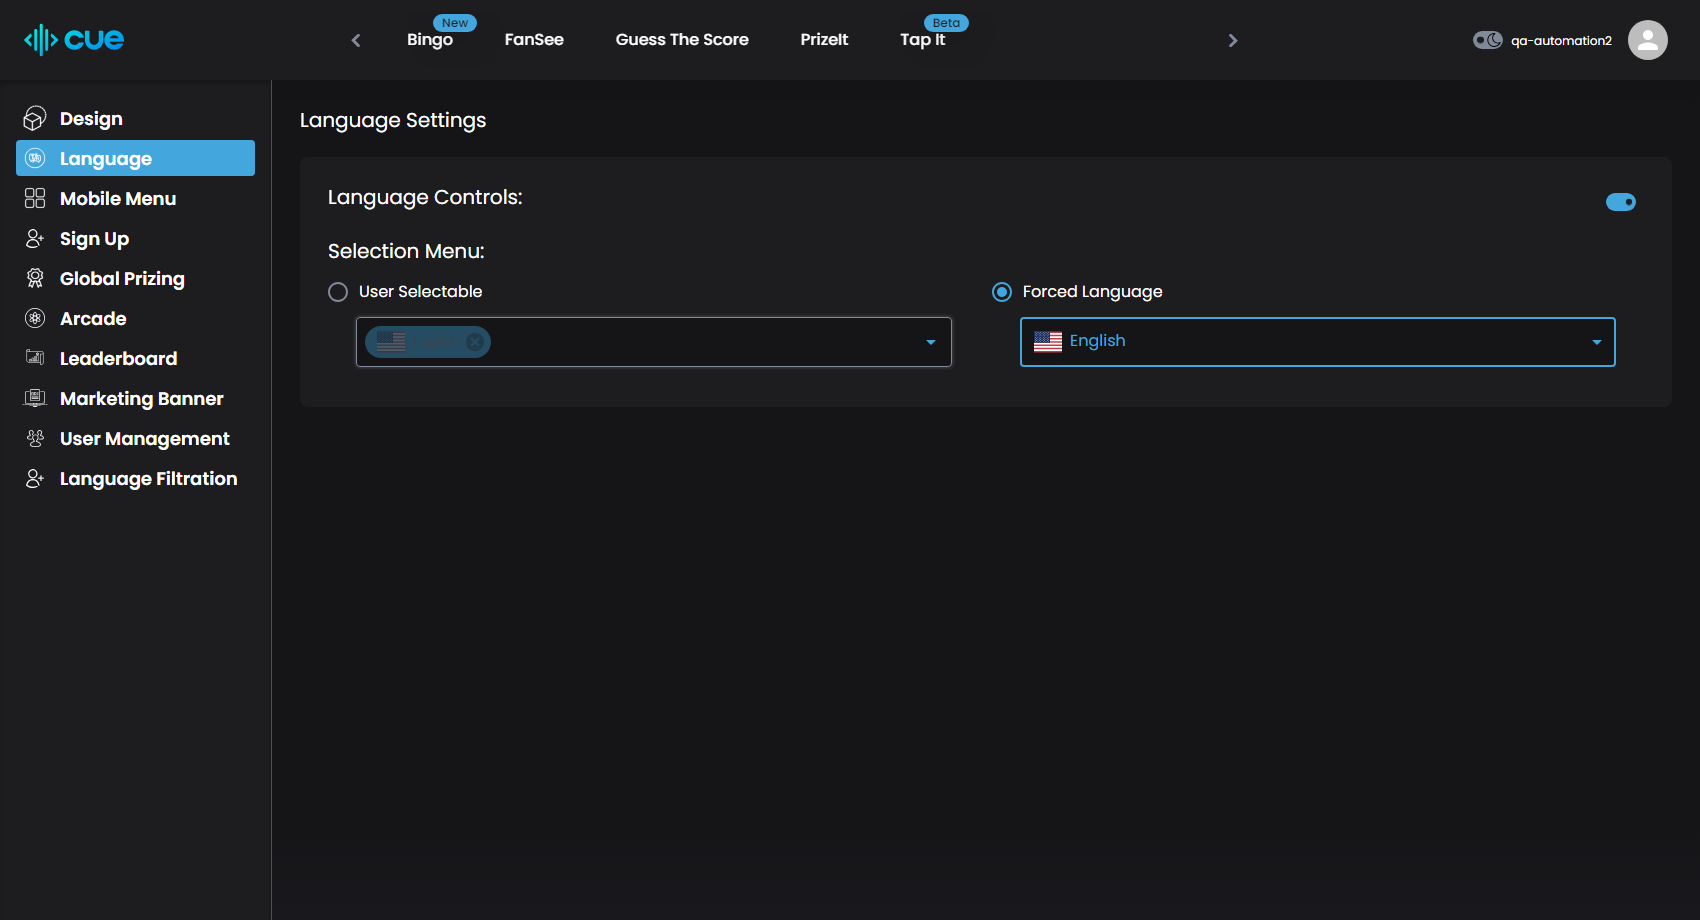 cue
New
Bingo
FanSee
Guess The Score
PrizeIt
Beta
Tap It
qa-automation2
Design
Language
Mobile Menu
Sign Up
Global Prizing
Arcade
Leaderboard
Marketing Banner
User Management
Language Filtration
Language Settings
Language Controls:
Selection Menu:
User Selectable
Forced Language
English